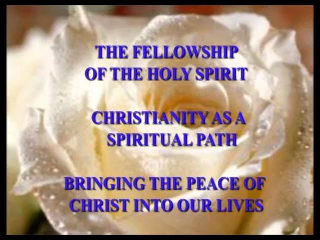 THE FELLOWSHIP
OF THE HOLY SPIRIT
CHRISTIANITY AS A
SPIRITUAL PATH
BRINGING THE PEACE OF
CHRIST INTO OUR LIVES